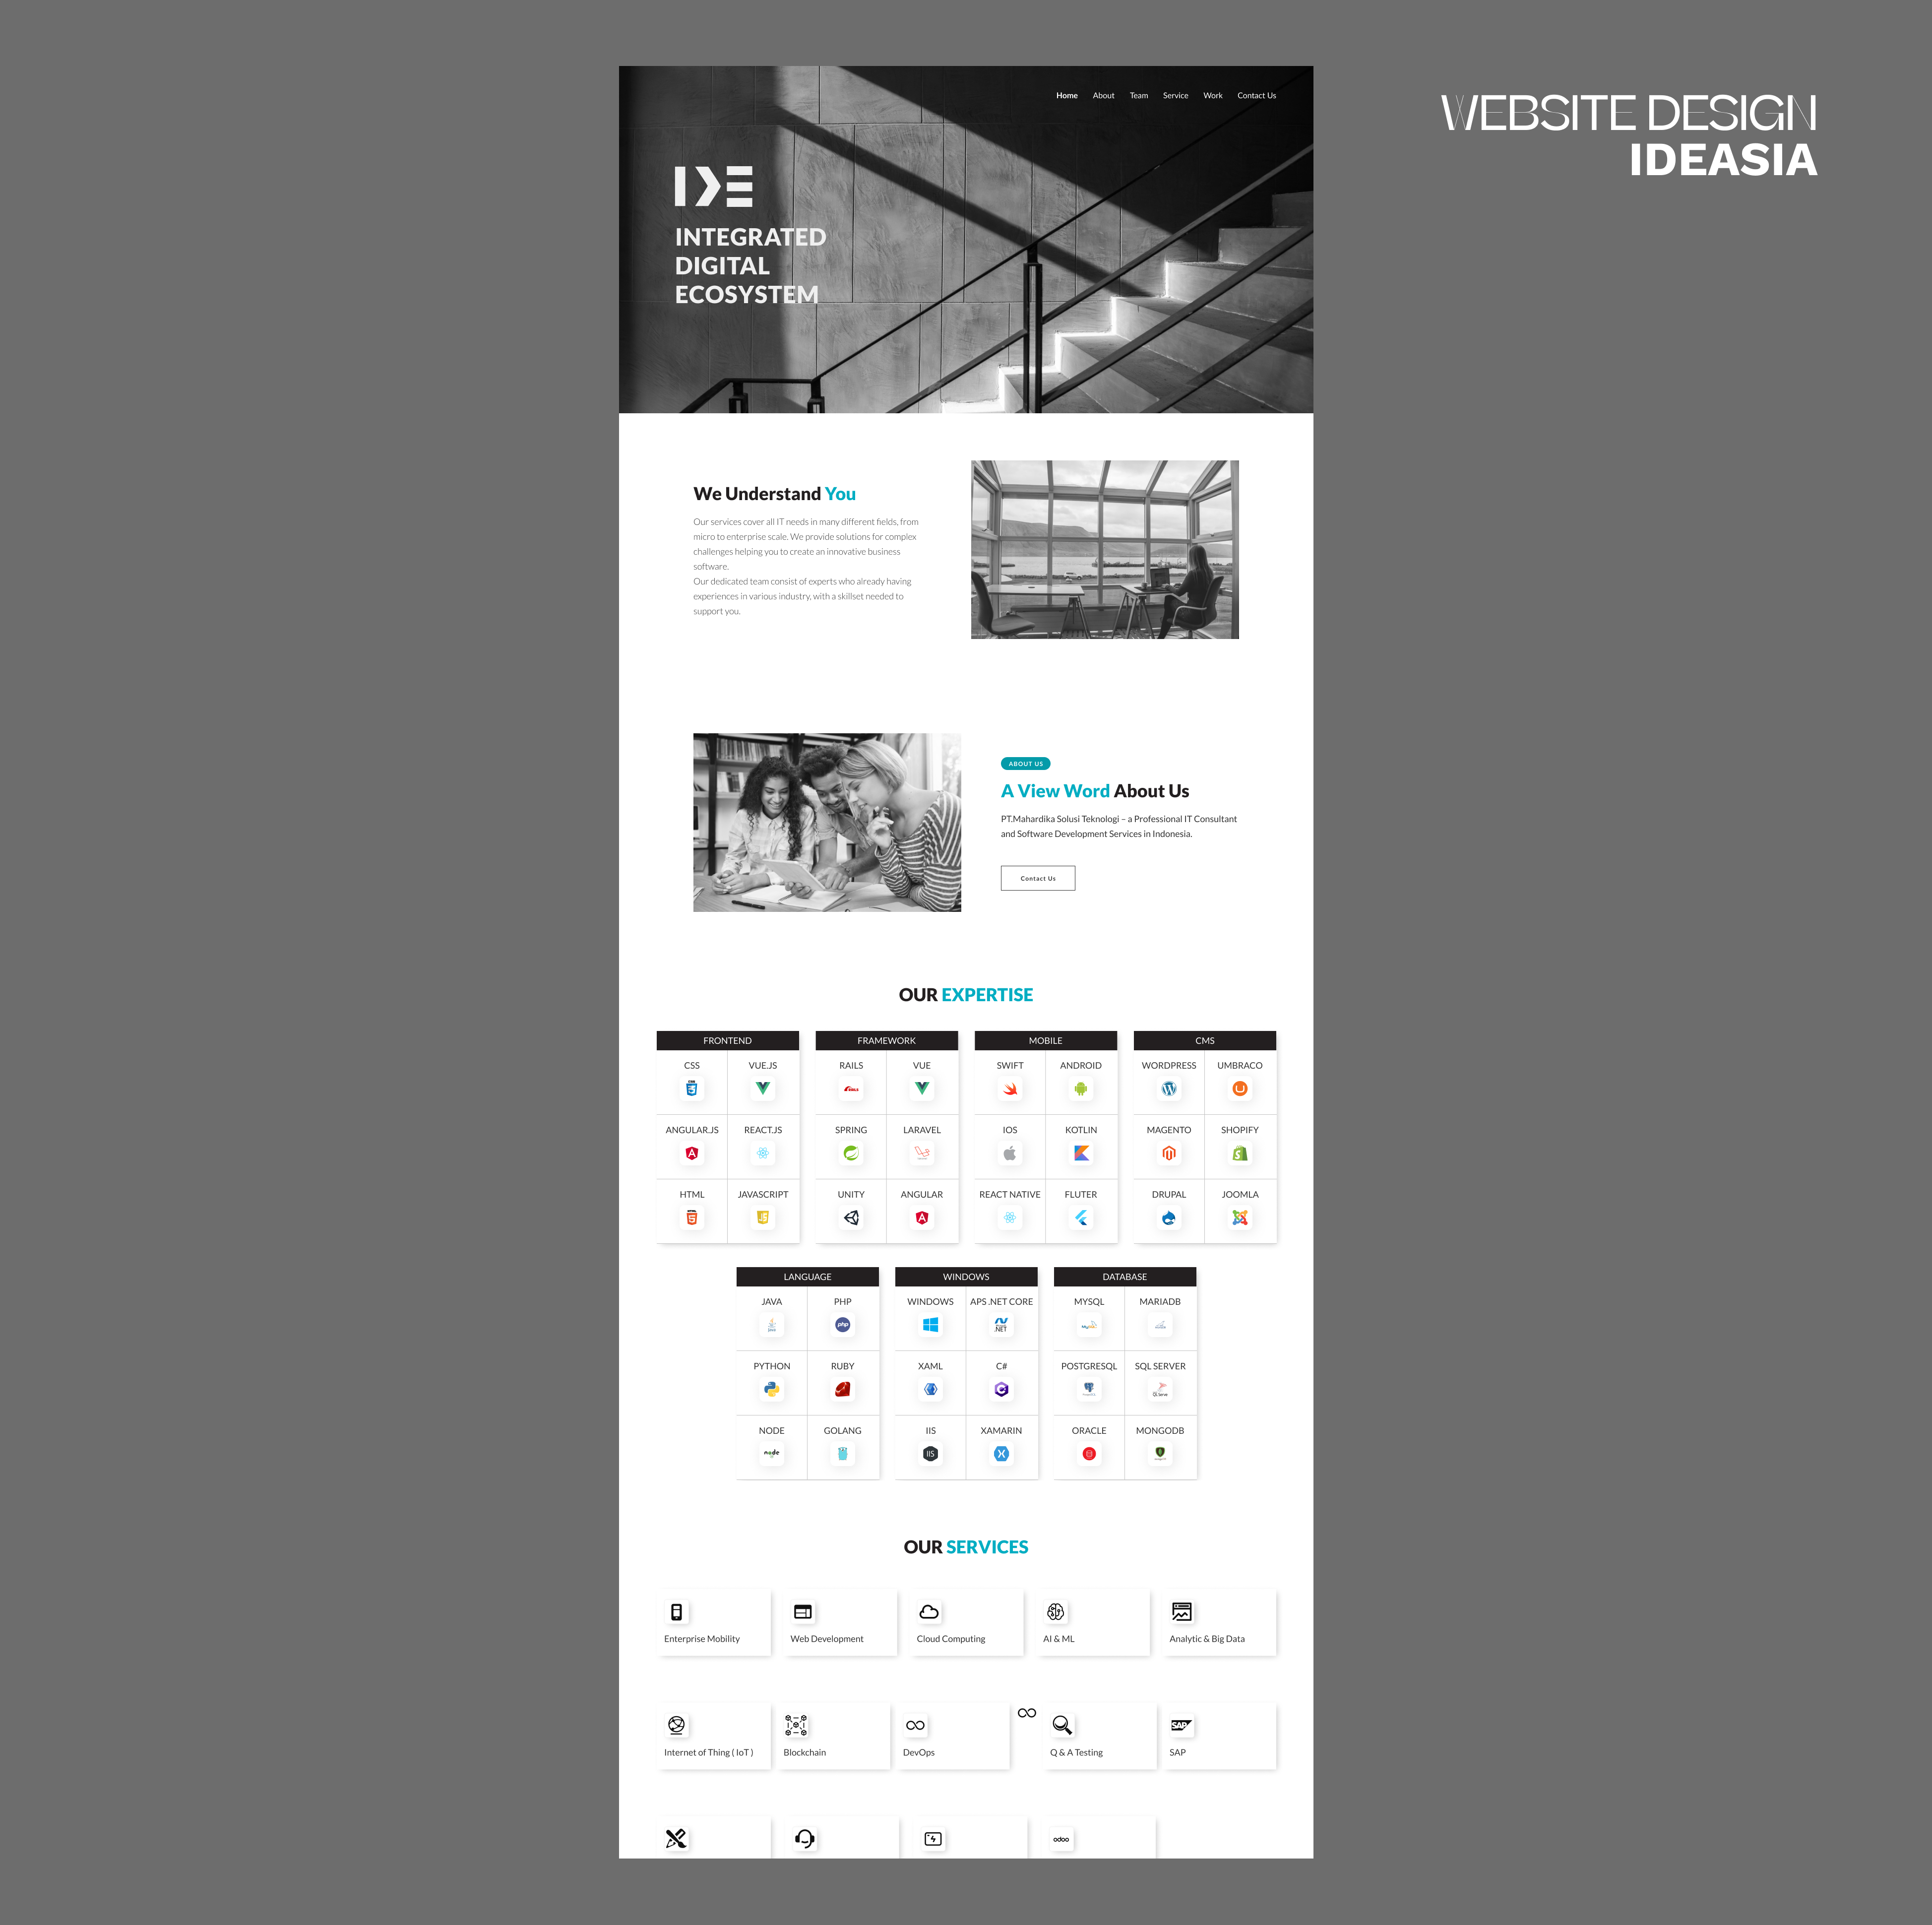 WEBSITE DESIGN
IDEASIA
Home About Team Service Work Contact Us
INTEGRATED
DIGITAL
ECOSYSTEM
We Understand You
Our services cover all IT needs in many different fields, from
micro to enterprise scale. We provide solutions for complex
challenges helping you to create an innovative business
software.
Our dedicated team consist of experts who already having
experiences in various industry, with a skillset needed to
support you.
ABOUT US
A View Word About Us
PT.Mahardika Solusi Teknologi – a Professional IT Consultant
and Software Development Services in Indonesia.
Contact Us
OUR EXPERTISE
FRONTEND FRAMEWORK MOBILE CMS
CSS VUE.JS RAILS VUE SWIFT ANDROID WORDPRESS UMBRACO
ANGULAR.JS REACT.JS SPRING LARAVEL IOS KOTLIN MAGENTO SHOPIFY
HTML JAVASCRIPT UNITY ANGULAR REACT NATIVE FLUTER DRUPAL JOOMLA
LANGUAGE WINDOWS DATABASE
JAVA PHP WINDOWS APS .NET CORE MYSQL MARIADB
php .NET
PYTHON RUBY XAML C# POSTGRESQL SQL SERVER
NODE GOLANG IIS XAMARIN ORACLE MONGODB
node IIS
OUR SERVICES
Enterprise Mobility Web Development Cloud Computing AI & ML Analytic & Big Data
SAP
Internet of Thing ( IoT ) Blockchain DevOps Q & A Testing SAP
odoo